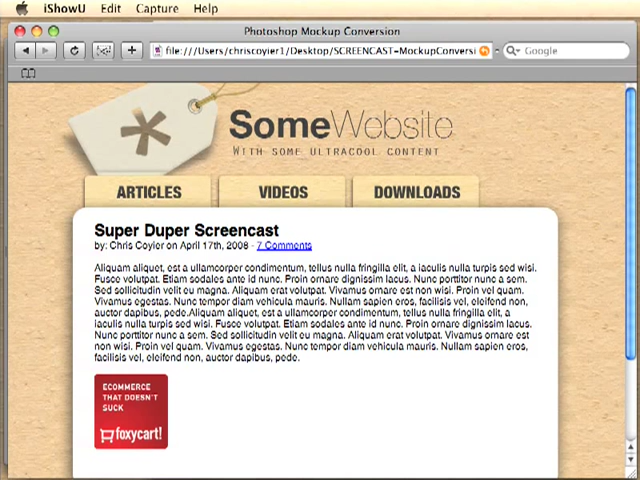 iShowU Edit Capture Help
Photoshop Mockup Conversion
file:///Users/chriscoyier1/Desktop/SCREENCAST=MockupConversi
Google
SomeWebsite
WITH SOME ULTRACOOL CONTENT
ARTICLES VIDEOS DOWNLOADS
Super Duper Screencast
by: Chris Coyier on April 17th, 2008 - 7 Comments
Aliquam aliquet, est a ullamcorper condimentum, tellus nulla fringilla elit, a iaculis nulla turpis sed wisi.
Fusce volutpat. Etiam sodales ante id nunc. Proin ornare dignissim lacus. Nunc porttitor nunc a sem.
Sed sollicitudin velit eu magna. Aliquam erat volutpat. Vivamus ornare est non wisi. Proin vel quam.
Vivamus egestas. Nunc tempor diam vehicula mauris. Nullam sapien eros, facilisis vel, eleifend non,
auctor dapibus, pede.Aliquam aliquet, est a ullamcorper condimentum, tellus nulla fringilla elit, a
iaculis nulla turpis sed wisi. Fusce volutpat. Etiam sodales ante id nunc. Proin ornare dignissim lacus.
Nunc porttitor nunc a sem. Sed sollicitudin velit eu magna. Aliquam erat volutpat. Vivamus ornare est
non wisi. Proin vel quam. Vivamus egestas. Nunc tempor diam vehicula mauris. Nullam sapien eros,
facilisis vel, eleifend non, auctor dapibus, pede.
ECOMMERCE
THAT DOESN'T
SUCK
foxycart!